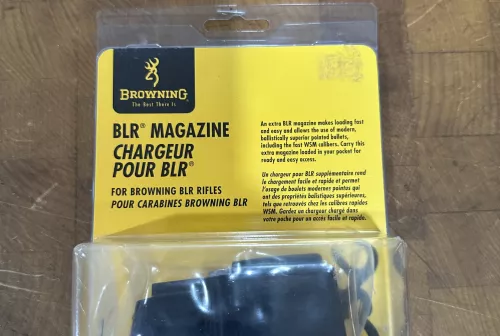 BROWNING
The Best There Is
BLR® MAGAZINE
CHARGEUR
POUR BLR®
FOR BROWNING BLR RIFLES
POUR CARABINES BROWNING BLR
An extra BLR magazine makes loading fast
and easy and allows the use of modern,
ballistically superior pointed bullets,
including the fast WSM calibers. Carry this
extra magazine loaded in your pocket for
ready and easy access.
Un chargeur pour BLR supplémentaire rend
le chargement facile et rapide et permet
l'usage de boulets modernes pointus qui
ont des propriétés balistiques supérieures,
tels que retrouvés chez les calibres rapides
WSM. Gardez un chargeur chargé dans
votre poche pour un accès facile et rapide.